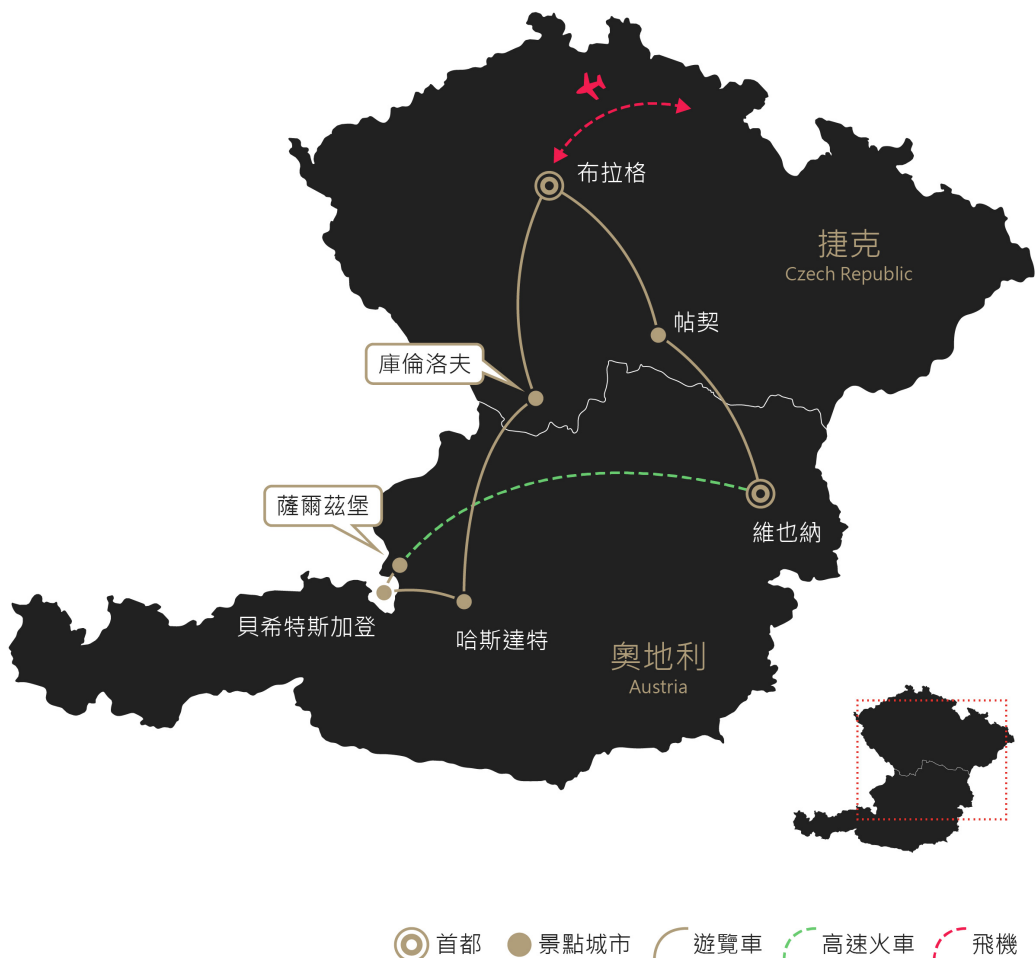 布拉格
捷克
Czech Republic
帖契
庫倫洛夫
薩爾茲堡
維也納
貝希特斯加登
哈斯達特
奧地利
Austria
首都
景點城市
遊覽車
高速火車
飛機